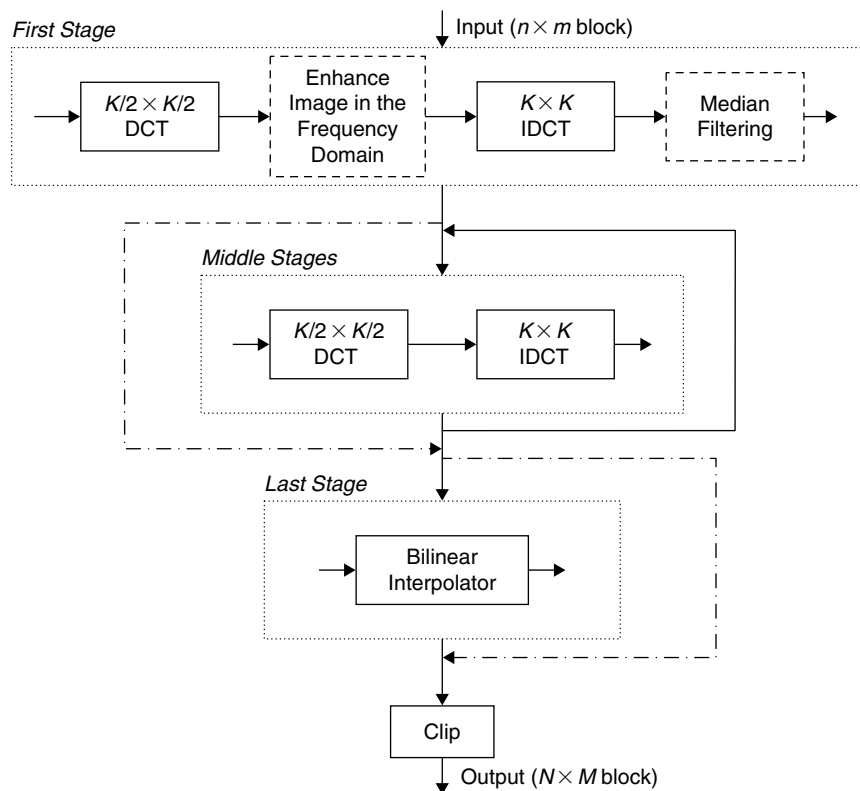 First Stage
Input (n × m block)
K/2 × K/2
DCT
Enhance
Image in the
Frequency
Domain
K × K
IDCT
Median
Filtering
Middle Stages
K/2 × K/2
DCT
K × K
IDCT
Last Stage
Bilinear
Interpolator
Clip
Output (N × M block)